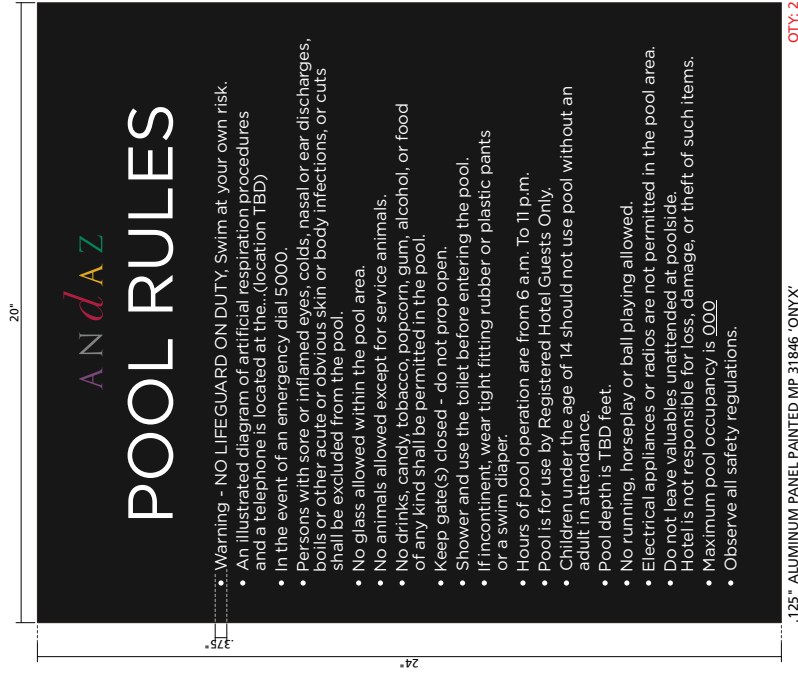 20"
ANdAZ
POOL RULES
• Warning - NO LIFEGUARD ON DUTY, Swim at your own risk.
• An illustrated diagram of artificial respiration procedures
and a telephone is located at the...(location TBD)
• In the event of an emergency dial 5000.
• Persons with sore or inflamed eyes, colds, nasal or ear discharges,
boils or other acute or obvious skin or body infections, or cuts
shall be excluded from the pool.
• No glass allowed within the pool area.
• No animals allowed except for service animals.
• No drinks, candy, tobacco, popcorn, gum, alcohol, or food
of any kind shall be permitted in the pool.
• Keep gate(s) closed - do not prop open.
• Shower and use the toilet before entering the pool.
• If incontinent, wear tight fitting rubber or plastic pants
or a swim diaper.
• Hours of pool operation are from 6 a.m. To 11 p.m.
• Pool is for use by Registered Hotel Guests Only.
• Children under the age of 14 should not use pool without an
adult in attendance.
• Pool depth is TBD feet.
• No running, horseplay or ball playing allowed.
• Electrical appliances or radios are not permitted in the pool area.
• Do not leave valuables unattended at poolside.
Hotel is not responsible for loss, damage, or theft of such items.
• Maximum pool occupancy is 000
• Observe all safety regulations.
.375"
24"
.125" ALUMINUM PANEL PAINTED MP 31846 'ONYX'
QTY: 2